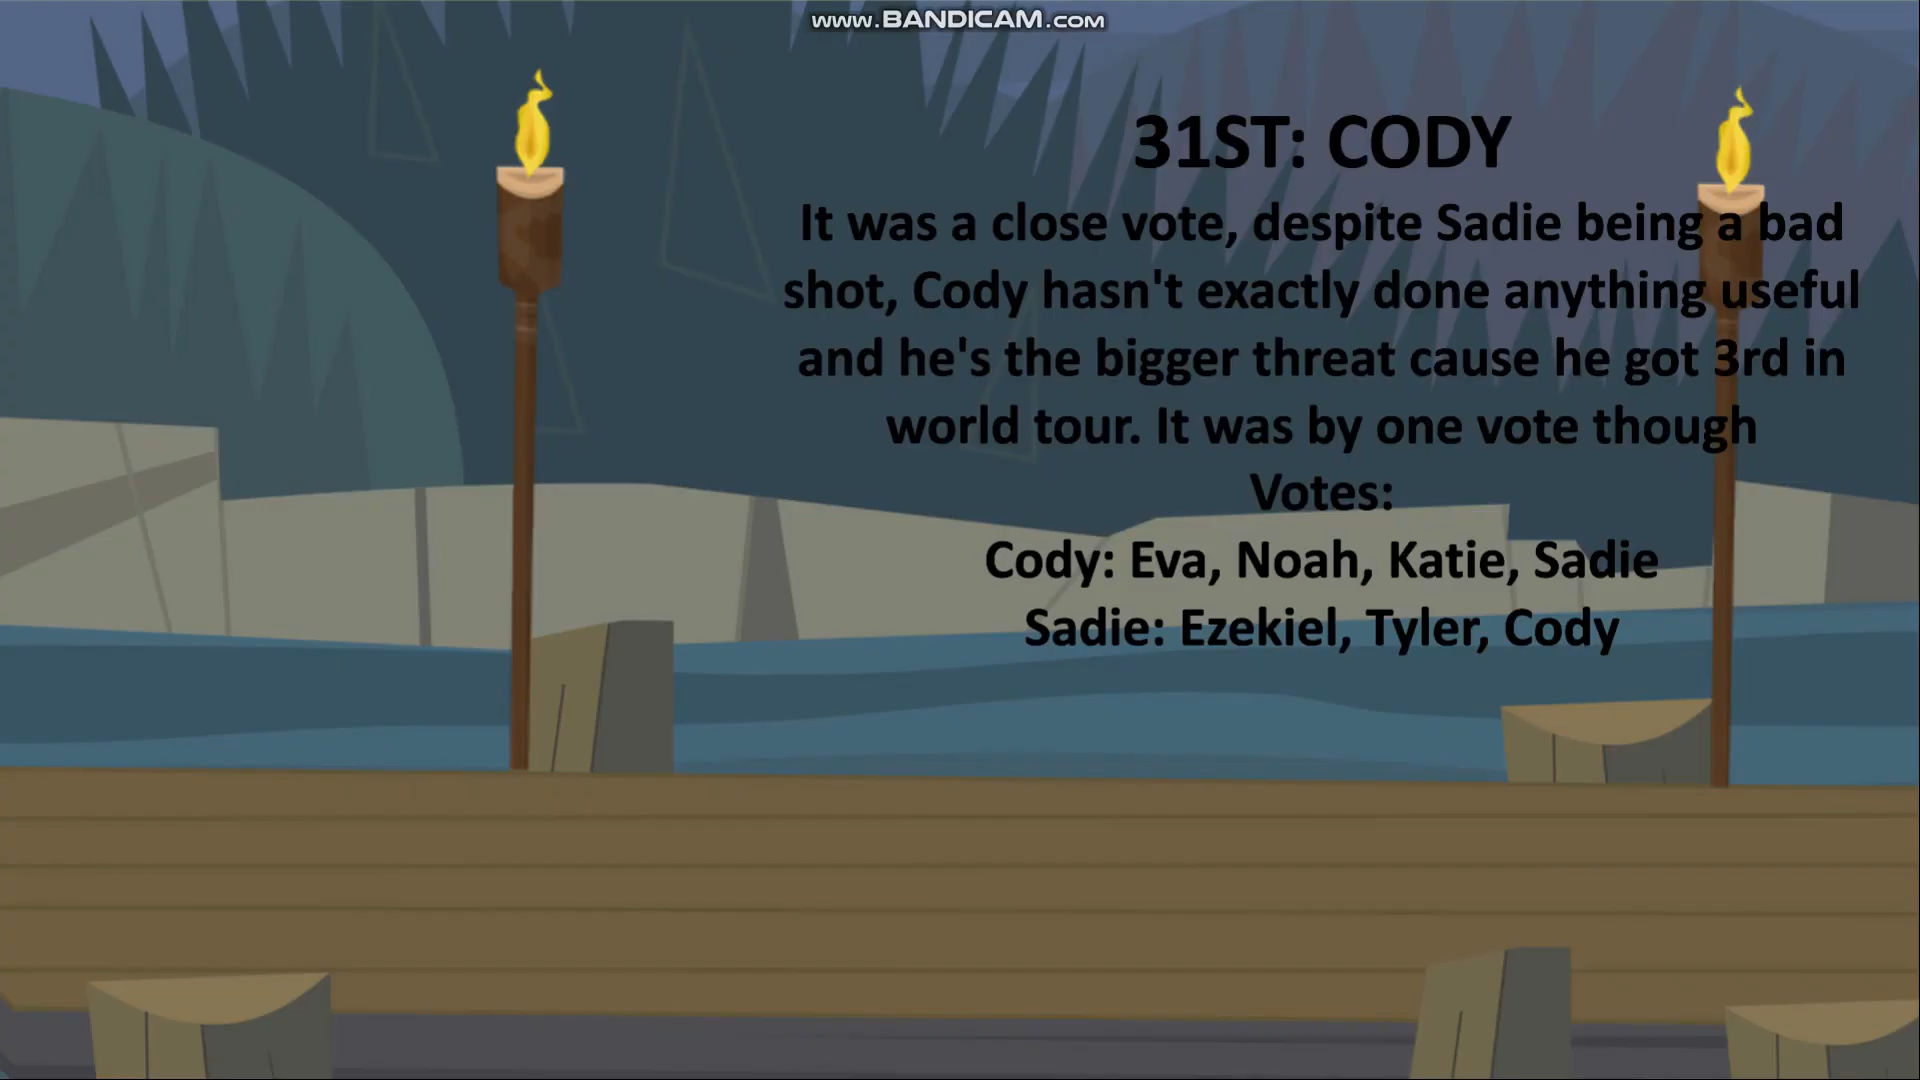 www.BANDICAM.com
31ST: CODY
It was a close vote, despite Sadie being a bad
shot, Cody hasn't exactly done anything useful
and he's the bigger threat cause he got 3rd in
world tour. It was by one vote though
Votes:
Cody: Eva, Noah, Katie, Sadie
Sadie: Ezekiel, Tyler, Cody